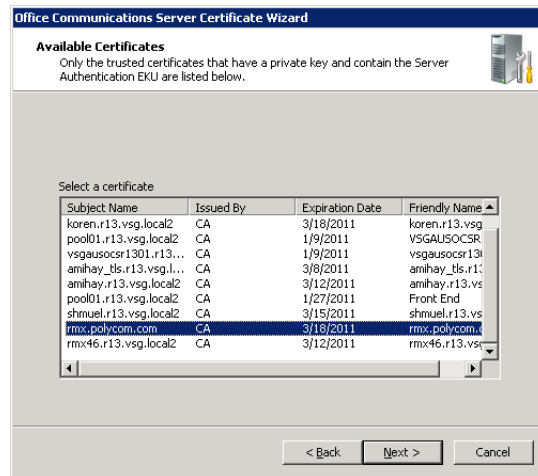 Office Communications Server Certificate Wizard
Available Certificates
Only the trusted certificates that have a private key and contain the Server
Authentication EKU are listed below.
Select a certificate
Subject Name Issued By Expiration Date Friendly Name
koren.r13.vsg.local2 CA 3/18/2011 koren.r13.vsg
pool01.r13.vsg.local2 CA 1/9/2011 VSGAUSOCSR
vsgausocsr1301.r13... CA 1/9/2011 vsgausocsr130
amihay_tls.r13.vsg.l... CA 3/8/2011 amihay_tls.r13
amihay.r13.vsg.local2 CA 3/12/2011 amihay.r13.vs
pool01.r13.vsg.local2 CA 1/27/2011 Front End
shmuel.r13.vsg.local2 CA 3/15/2011 shmuel.r13.vs
rmx.polycom.com CA 3/18/2011 rmx.polycom.c
rmx46.r13.vsg.local2 CA 3/12/2011 rmx46.r13.vsg
< Back Next > Cancel